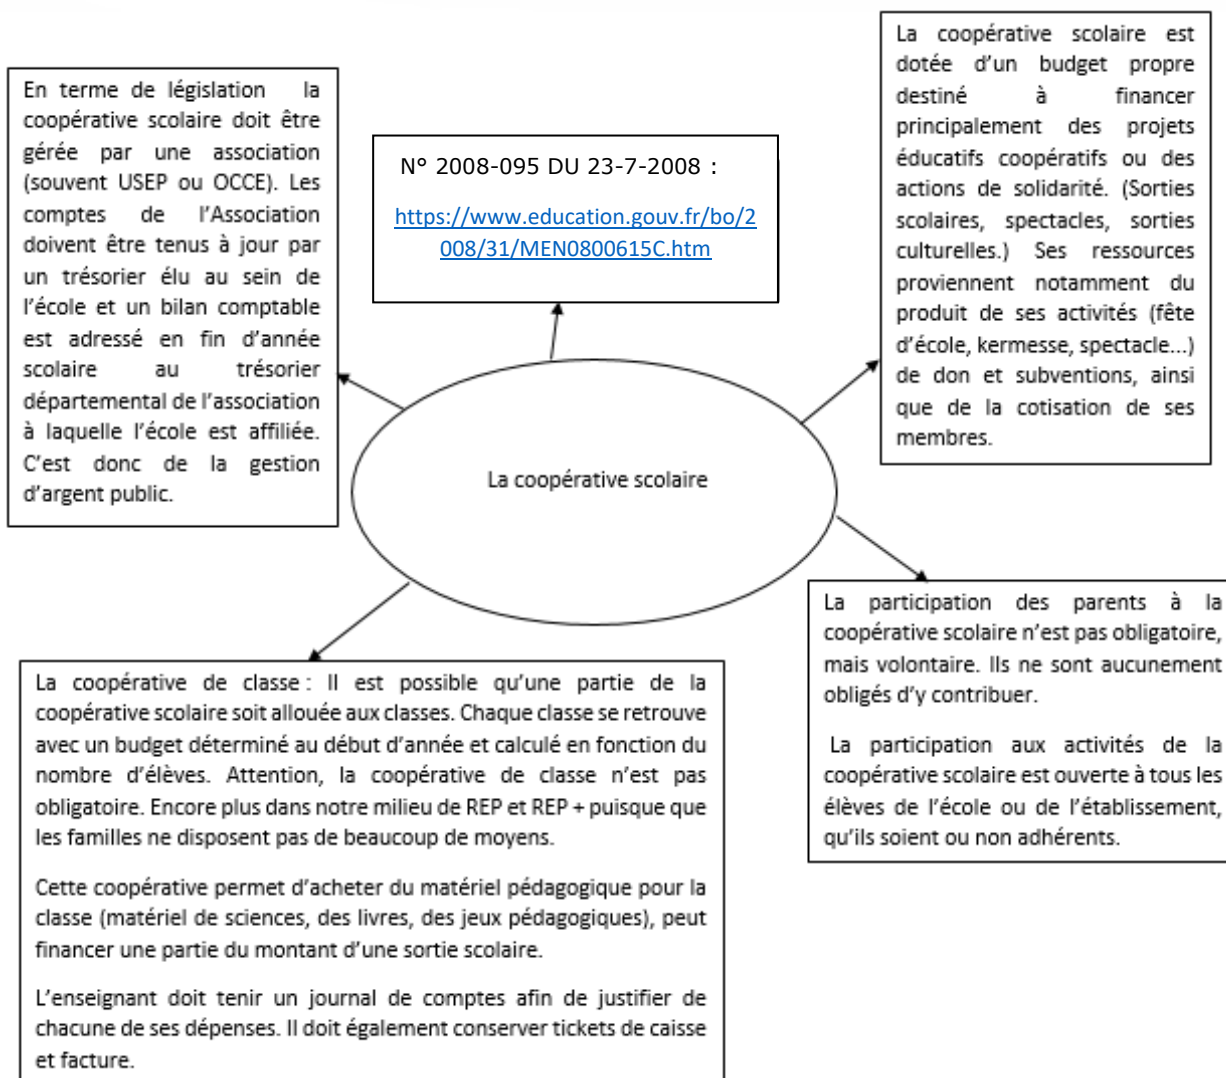 En terme de législation la
coopérative scolaire doit être
gérée par une association
(souvent USEP ou OCCE). Les
comptes de l'Association
doivent être tenus à jour par
un trésorier élu au sein de
l'école et un bilan comptable
est adressé en fin d'année
scolaire au trésorier
départemental de l'association
à laquelle l'école est affiliée.
C'est donc de la gestion
d'argent public.
N° 2008-095 DU 23-7-2008 :
https://www.education.gouv.fr/bo/2
008/31/MEN0800615C.htm
La coopérative scolaire est
dotée d'un budget propre
destiné à financer
principalement des projets
éducatifs coopératifs ou des
actions de solidarité. (Sorties
scolaires, spectacles, sorties
culturelles.) Ses ressources
proviennent notamment du
produit de ses activités (fête
d'école, kermesse, spectacle...)
de don et subventions, ainsi
que de la cotisation de ses
membres.
La coopérative scolaire
La coopérative de classe : Il est possible qu'une partie de la
coopérative scolaire soit allouée aux classes. Chaque classe se retrouve
avec un budget déterminé au début d'année et calculé en fonction du
nombre d'élèves. Attention, la coopérative de classe n'est pas
obligatoire. Encore plus dans notre milieu de REP et REP + puisque que
les familles ne disposent pas de beaucoup de moyens.
Cette coopérative permet d'acheter du matériel pédagogique pour la
classe (matériel de sciences, des livres, des jeux pédagogiques), peut
financer une partie du montant d'une sortie scolaire.
L'enseignant doit tenir un journal de comptes afin de justifier de
chacune de ses dépenses. Il doit également conserver tickets de caisse
et facture.
La participation des parents à la
coopérative scolaire n'est pas obligatoire,
mais volontaire. Ils ne sont aucunement
obligés d'y contribuer.
La participation aux activités de la
coopérative scolaire est ouverte à tous les
élèves de l'école ou de l'établissement,
qu'ils soient ou non adhérents.